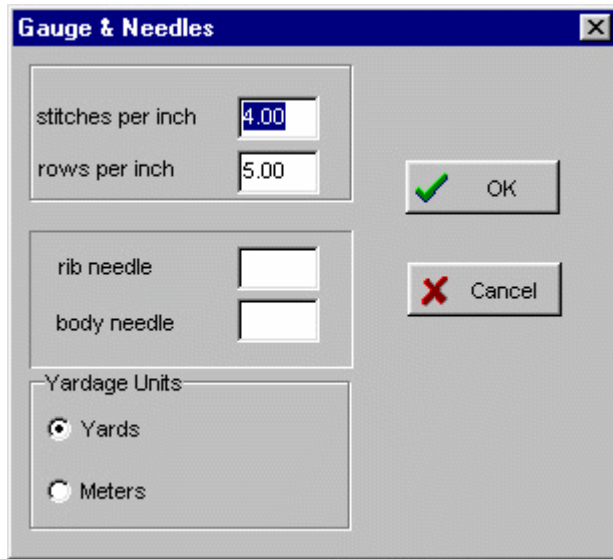 Gauge & Needles
stitches per inch 4.00
rows per inch 5.00
OK
rib needle
body needle
Cancel
Yardage Units
Yards
Meters